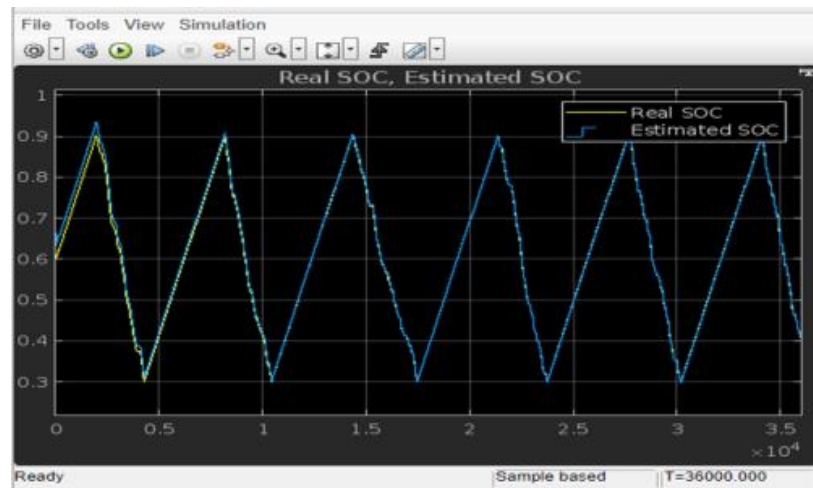 File Tools View Simulation
Real SOC, Estimated SOC
1
Real SOC
Estimated SOC
0.9
0.8
0.7
0.6
0.5
0.4
0.3
0 0.5 1 1.5 2 2.5 3 3.5
×10⁴
Ready Sample based T=36000.000